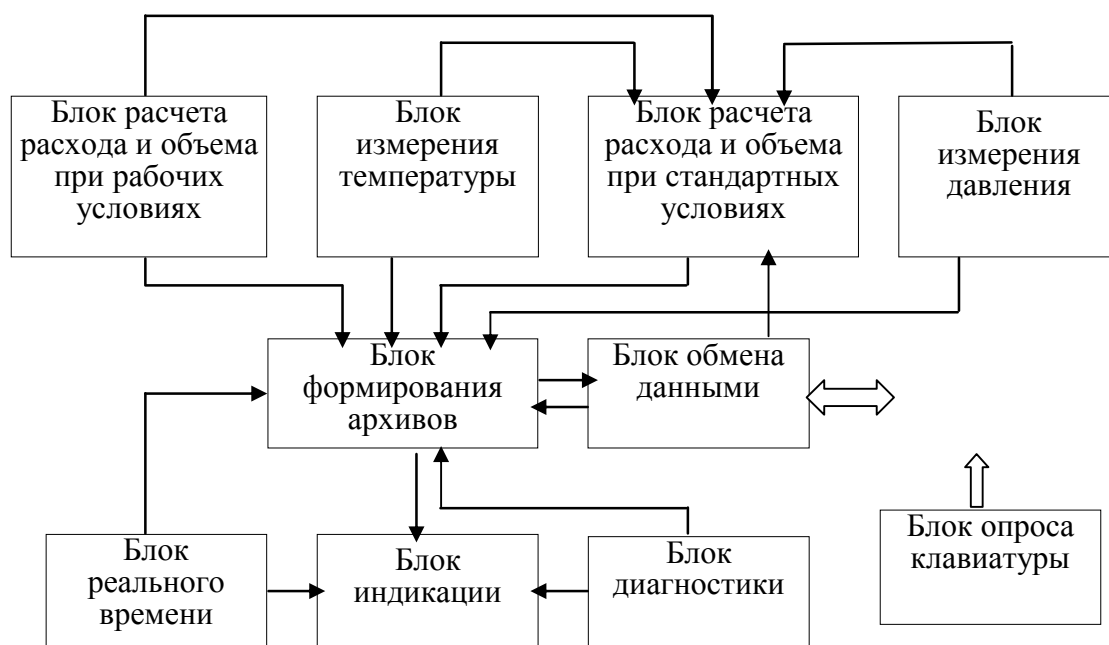 Блок расчета
расхода и объема
при рабочих
условиях
Блок
измерения
температуры
Блок расчета
расхода и объема
при стандартных
условиях
Блок
измерения
давления
Блок
формирования
архивов
Блок обмена
данными
Блок
реального
времени
Блок
индикации
Блок
диагностики
Блок опроса
клавиатуры